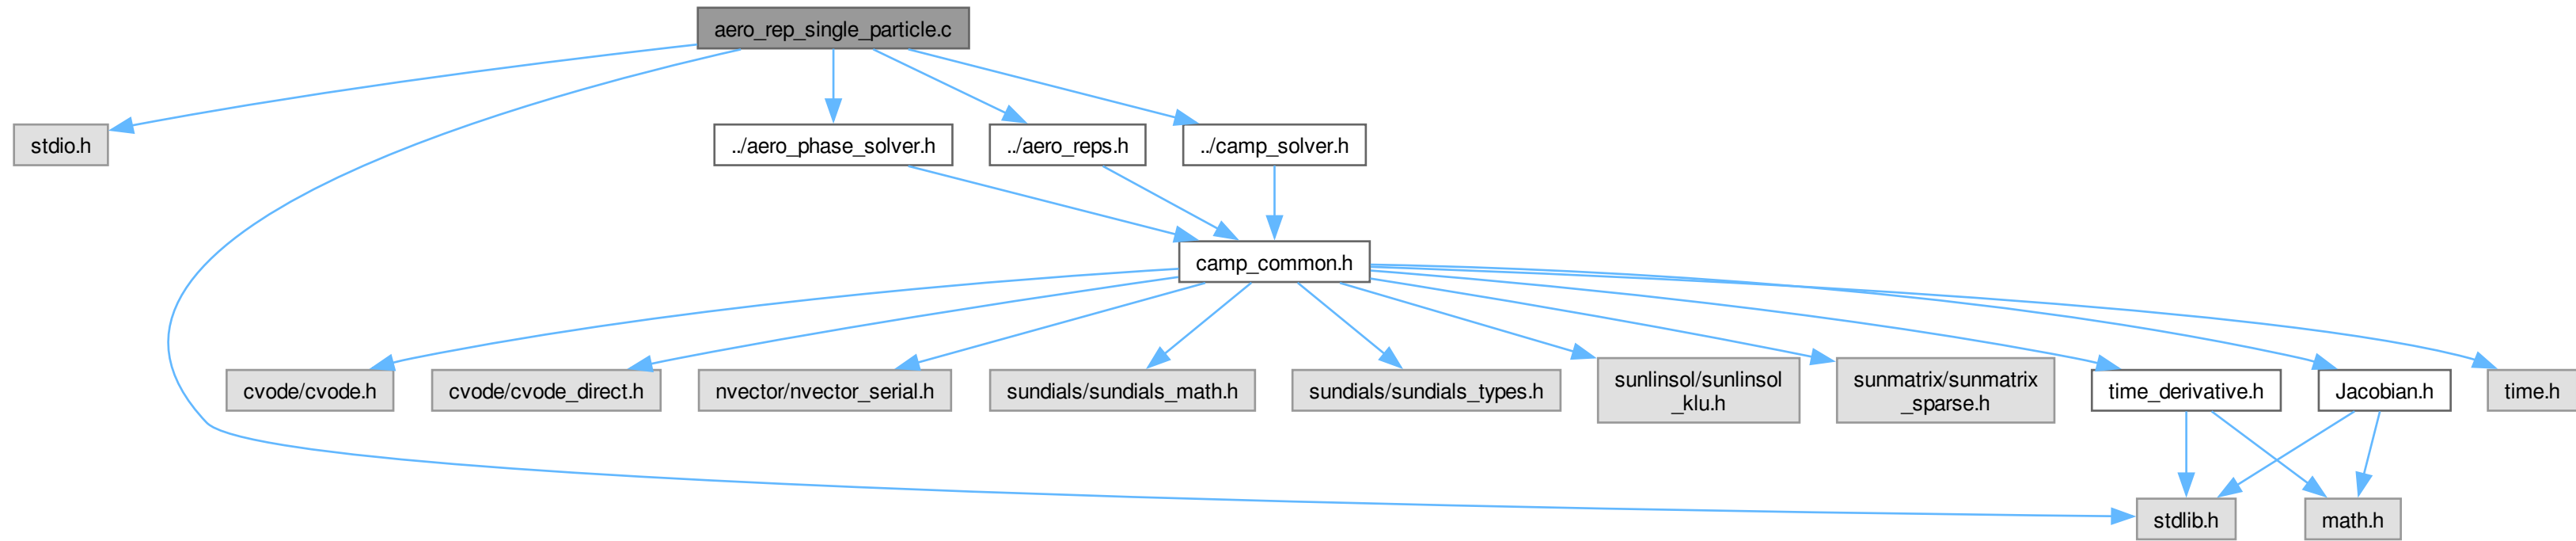 aero_rep_single_particle.c
stdio.h
../aero_phase_solver.h
../aero_reps.h
../camp_solver.h
camp_common.h
cvode/cvode.h
cvode/cvode_direct.h
nvector/nvector_serial.h
sundials/sundials_math.h
sundials/sundials_types.h
sunlinsol/sunlinsol
_klu.h
sunmatrix/sunmatrix
_sparse.h
time_derivative.h
Jacobian.h
time.h
stdlib.h
math.h